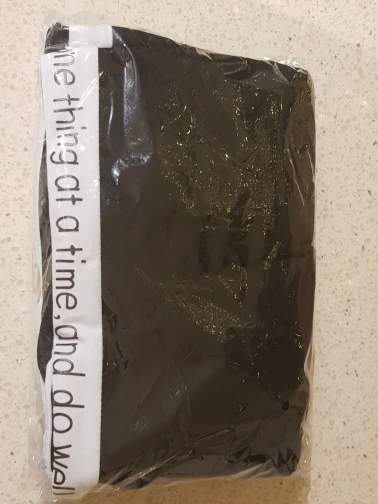 ne thing at a time, and do well